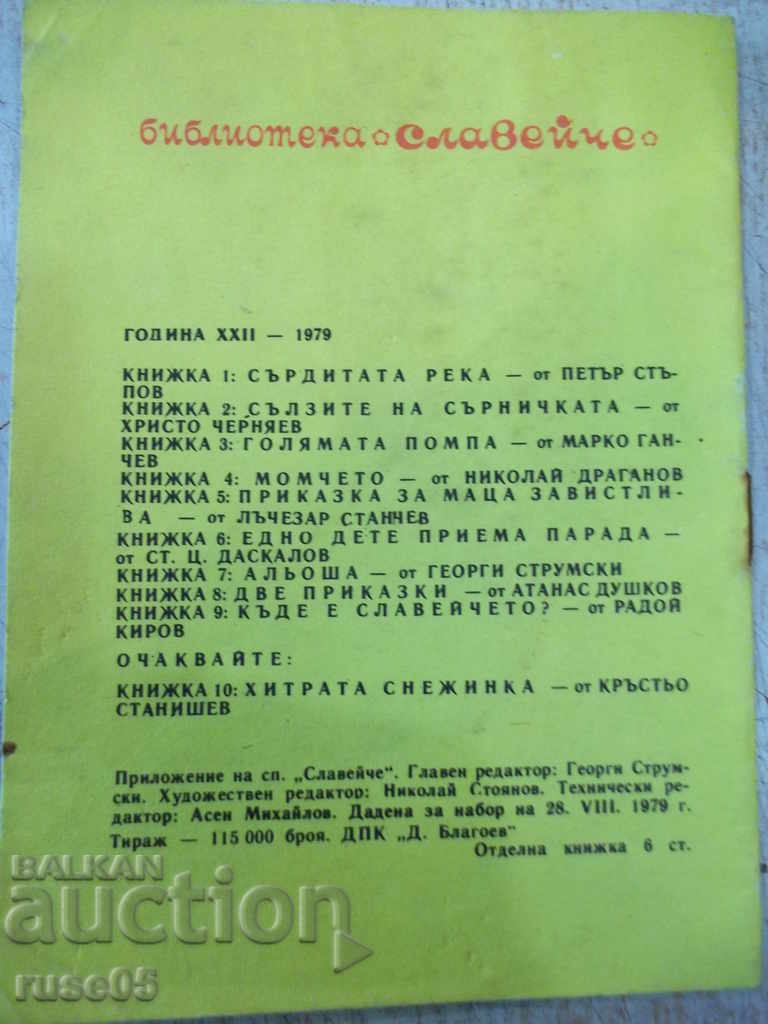 библиотека славейче
ГОДИНА XXII — 1979
КНИЖКА 1: СЪРДИТАТА РЕКА — от ПЕТЪР СТЪ-
ПОВ
КНИЖКА 2: СЪЛЗИТЕ НА СЪРНИЧКАТА — от
ХРИСТО ЧЕРНЯЕВ
КНИЖКА 3: ГОЛЯМАТА ПОМПА — от МАРКО ГАН-
ЧЕВ
КНИЖКА 4: МОМЧЕТО — от НИКОЛАЙ ДРАГАНОВ
КНИЖКА 5: ПРИКАЗКА ЗА МАЦА ЗАВИСТЛИ-
ВА — от ЛЪЧЕЗАР СТАНЧЕВ
КНИЖКА 6: ЕДНО ДЕТЕ ПРИЕМА ПАРАДА —
от СТ. Ц. ДАСКАЛОВ
КНИЖКА 7: АЛЬОША — от ГЕОРГИ СТРУМСКИ
КНИЖКА 8: ДВЕ ПРИКАЗКИ — от АТАНАС ДУШКОВ
КНИЖКА 9: КЪДЕ Е СЛАВЕЙЧЕТО? — от РАДОЙ
КИРОВ
ОЧАКВАЙТЕ:
КНИЖКА 10: ХИТРАТА СНЕЖИНКА — от КРЪСТЬО
СТАНИШЕВ
Приложение на сп. „Славейче“. Главен редактор: Георги Струм-
ски. Художествен редактор: Николай Стоянов. Технически ре-
дактор: Асен Михайлов. Дадена за набор на 28. VIII. 1979 г.
Тираж — 115 000 броя. ДПК „Д. Благоев“
Отделна книжка 6 ст.
BALKAN
auction
ruse05